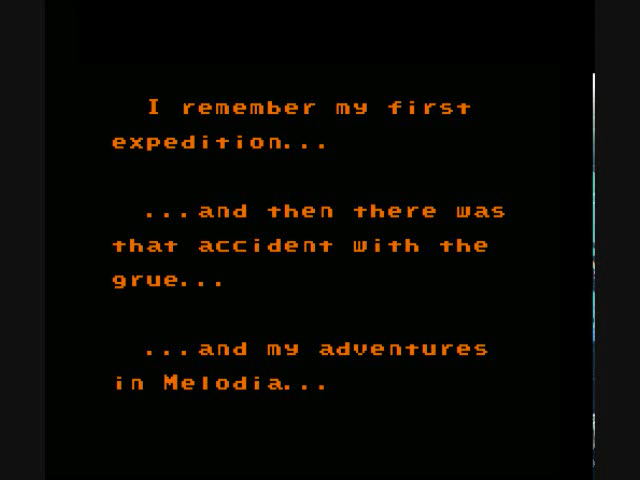 I remember my first
expedition...
...and then there was
that accident with the
grue...
...and my adventures
in Melodia...